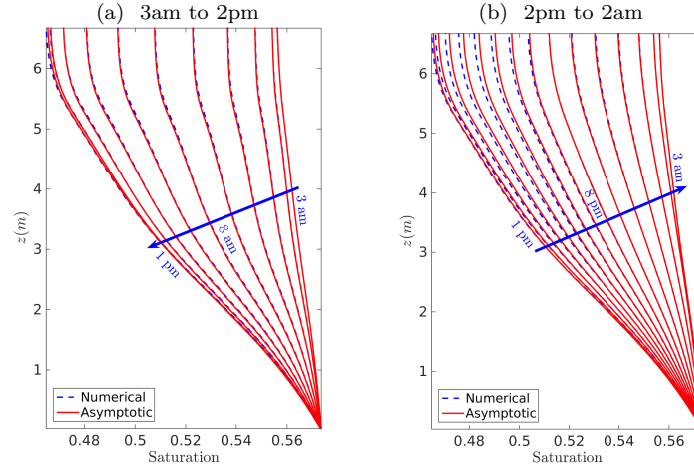 (a) 3am to 2pm
6
5
4
3
2
1
z(m)
3 am
8 am
1 pm
Numerical
Asymptotic
0.48
0.5
0.52
0.54
0.56
Saturation
(b) 2pm to 2am
6
5
4
3
2
1
z(m)
3 am
8 pm
1 pm
Numerical
Asymptotic
0.48
0.5
0.52
0.54
0.56
Saturation